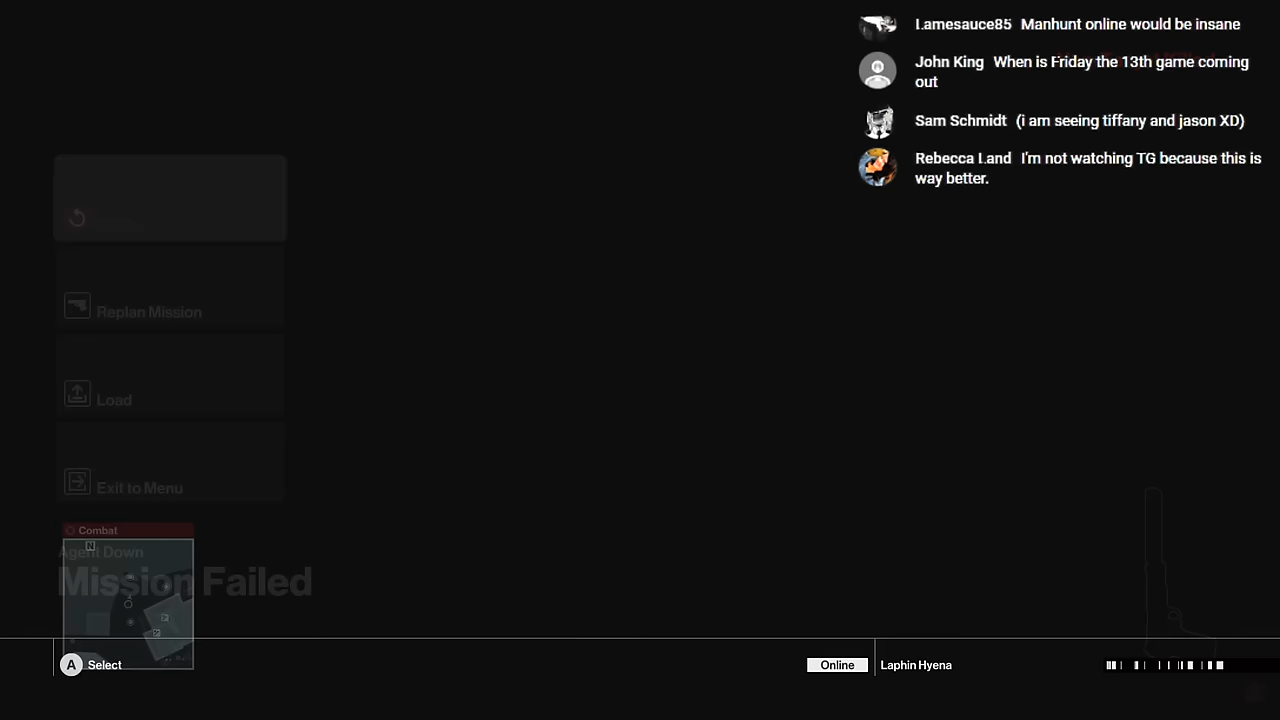 Lamesauce85 Manhunt online would be insane
John King When is Friday the 13th game coming
out
Sam Schmidt (i am seeing tiffany and jason XD)
Rebecca Land I'm not watching TG because this is
way better.
Replan Mission
Load
Exit to Menu
Combat
N
Agent Down
Mission Failed
A Select
Online
Laphin Hyena